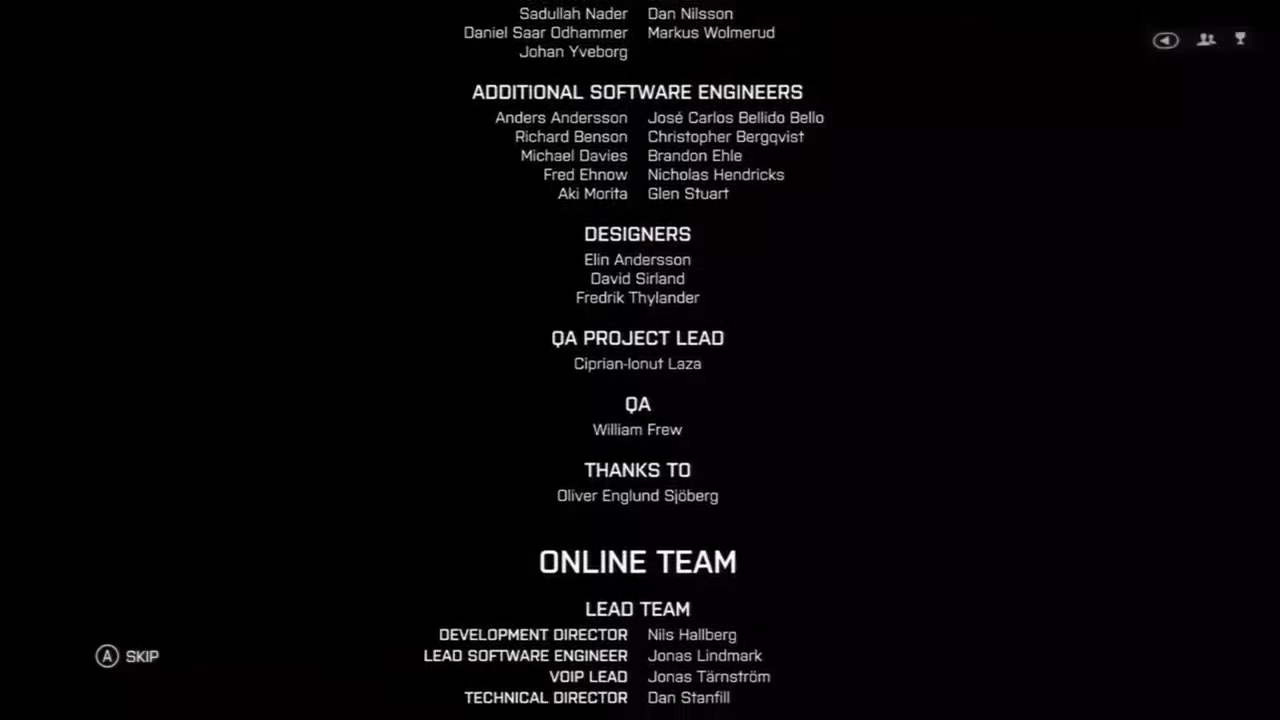 Sadullah Nader Dan Nilsson
Daniel Saar Odhammer Markus Wolmerud
Johan Yveborg
ADDITIONAL SOFTWARE ENGINEERS
Anders Andersson José Carlos Bellido Bello
Richard Benson Christopher Bergqvist
Michael Davies Brandon Ehle
Fred Ehnow Nicholas Hendricks
Aki Morita Glen Stuart
DESIGNERS
Elin Andersson
David Sirland
Fredrik Thylander
QA PROJECT LEAD
Ciprian-Ionut Laza
QA
William Frew
THANKS TO
Oliver Englund Sjöberg
ONLINE TEAM
LEAD TEAM
DEVELOPMENT DIRECTOR Nils Hallberg
LEAD SOFTWARE ENGINEER Jonas Lindmark
VOIP LEAD Jonas Tärnström
TECHNICAL DIRECTOR Dan Stanfill
A SKIP